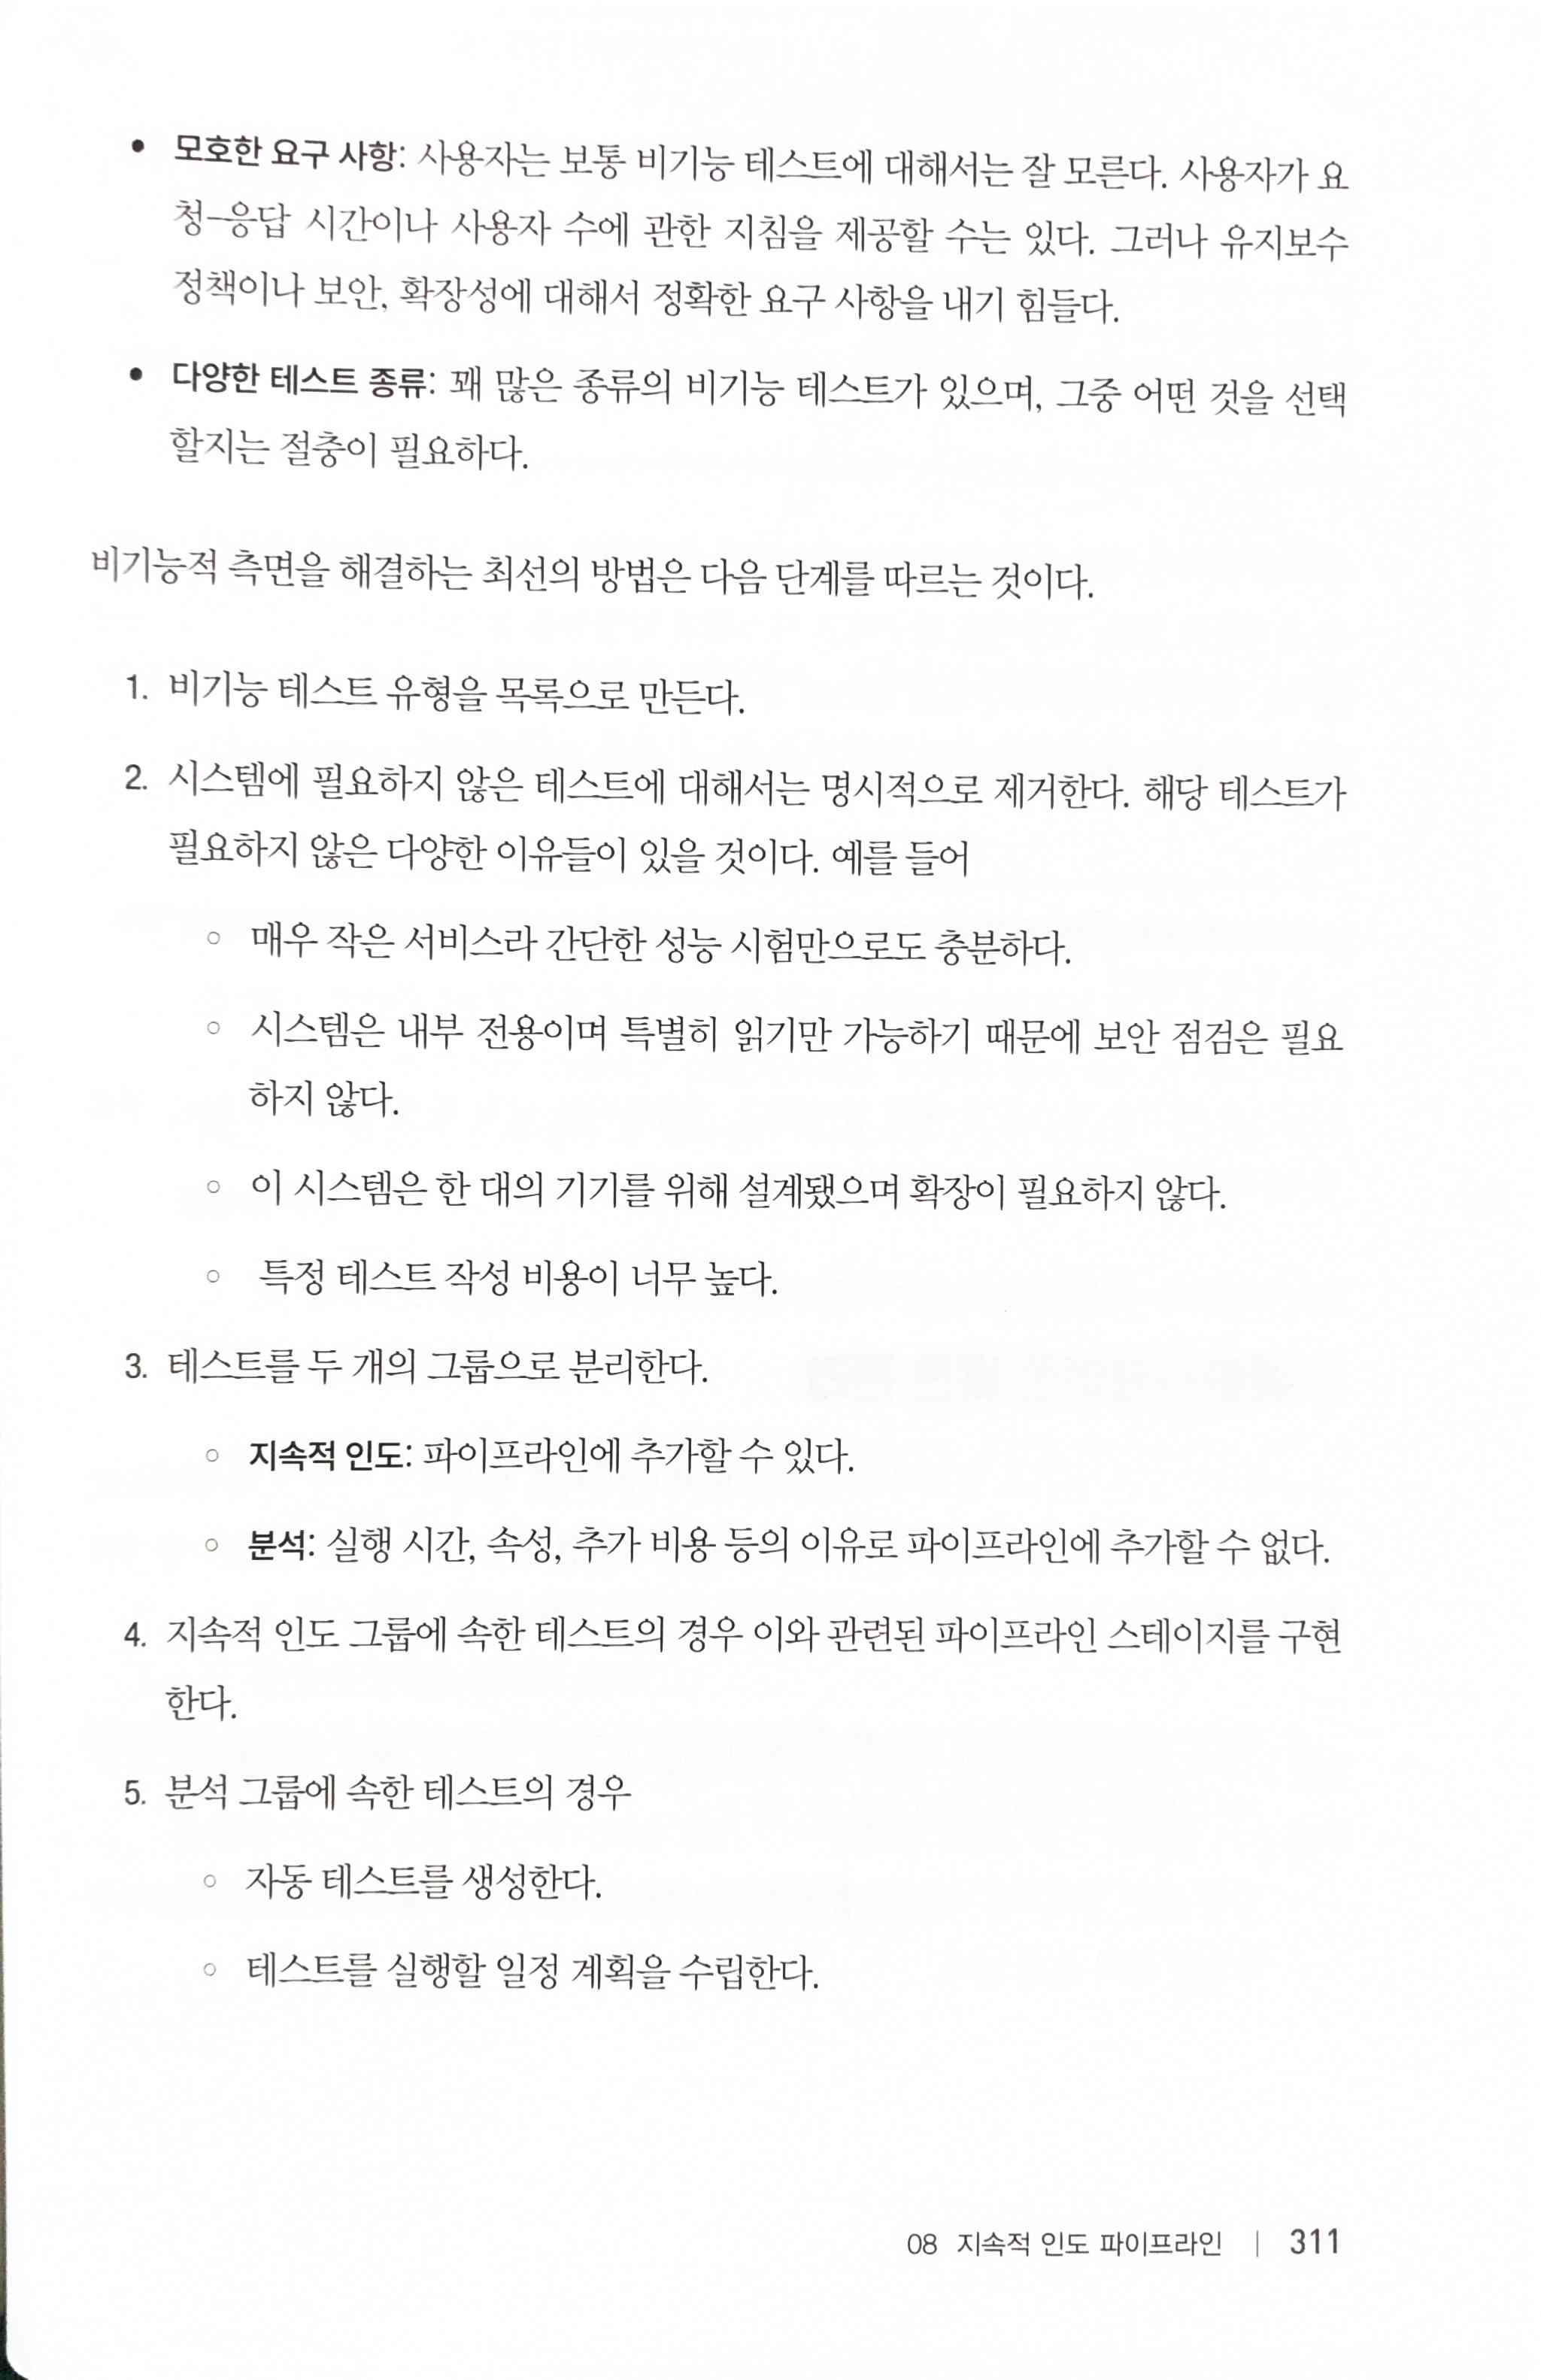 • 모호한 요구 사항: 사용자는 보통 비기능 테스트에 대해서는 잘 모른다. 사용자가 요
청-응답 시간이나 사용자 수에 관한 지침을 제공할 수는 있다. 그러나 유지보수
정책이나 보안, 확장성에 대해서 정확한 요구 사항을 내기 힘들다.
• 다양한 테스트 종류: 꽤 많은 종류의 비기능 테스트가 있으며, 그중 어떤 것을 선택
할지는 절충이 필요하다.
비기능적 측면을 해결하는 최선의 방법은 다음 단계를 따르는 것이다.
1. 비기능 테스트 유형을 목록으로 만든다.
2. 시스템에 필요하지 않은 테스트에 대해서는 명시적으로 제거한다. 해당 테스트가
필요하지 않은 다양한 이유들이 있을 것이다. 예를 들어
○ 매우 작은 서비스라 간단한 성능 시험만으로도 충분하다.
○ 시스템은 내부 전용이며 특별히 읽기만 가능하기 때문에 보안 점검은 필요
하지 않다.
○ 이 시스템은 한 대의 기기를 위해 설계됐으며 확장이 필요하지 않다.
○ 특정 테스트 작성 비용이 너무 높다.
3. 테스트를 두 개의 그룹으로 분리한다.
○ 지속적 인도: 파이프라인에 추가할 수 있다.
○ 분석: 실행 시간, 속성, 추가 비용 등의 이유로 파이프라인에 추가할 수 없다.
4. 지속적 인도 그룹에 속한 테스트의 경우 이와 관련된 파이프라인 스테이지를 구현
한다.
5. 분석 그룹에 속한 테스트의 경우
○ 자동 테스트를 생성한다.
○ 테스트를 실행할 일정 계획을 수립한다.
08 지속적 인도 파이프라인 | 311